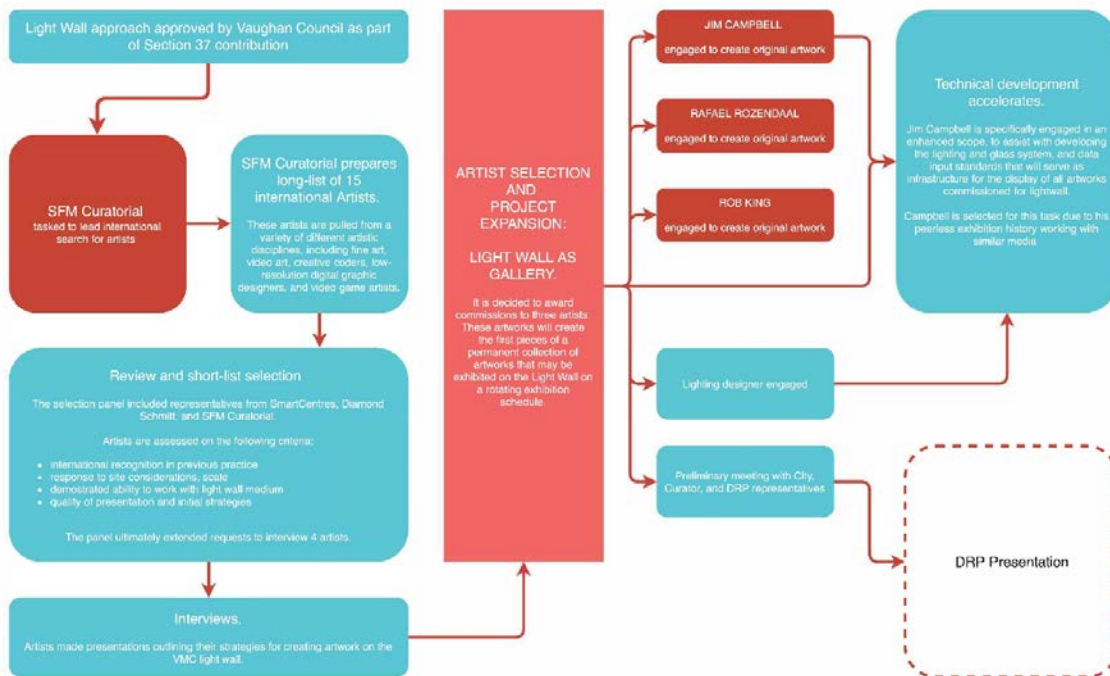 Light Wall approach approved by Vaughan Council as part
of Section 37 contribution
SFM Curatorial
tasked to lead international
search for artists
SFM Curatorial prepares
long-list of 15
international Artists.
These artists are pulled from a
variety of different artistic
disciplines, including fine art,
video art, creative coders, low-
resolution digital graphic
designers, and video game artists.
Review and short-list selection
The selection panel included representatives from SmartCentres, Diamond
Schmitt, and SFM Curatorial.
Artists are assessed on the following criteria:
• international recognition in previous practice
• response to site considerations, scale
• demostrated ability to work with light wall medium
• quality of presentation and initial strategies
The panel ultimately extended requests to interview 4 artists.
Interviews.
Artists made presentations outlining their strategies for creating artwork on the
VMC light wall.
ARTIST SELECTION
AND
PROJECT
EXPANSION:
LIGHT WALL AS
GALLERY.
It is decided to award
commissions to three artists.
These artworks will create
the first pieces of a
permanent collection of
artworks that may be
exhibited on the Light Wall on
a rotating exhibition
schedule.
JIM CAMPBELL
engaged to create original artwork
RAFAEL ROZENDAAL
engaged to create original artwork
ROB KING
engaged to create original artwork
Lighting designer engaged
Preliminary meeting with City,
Curator, and DRP representatives
Technical development
accelerates.
Jim Campbell is specifically engaged in an
enhanced scope, to assist with developing
the lighting and glass system, and data
input standards that will serve as
infrastructure for the display of all artworks
commissioned for lightwall.
Campbell is selected for this task due to his
peerless exhibition history working with
similar media
DRP Presentation